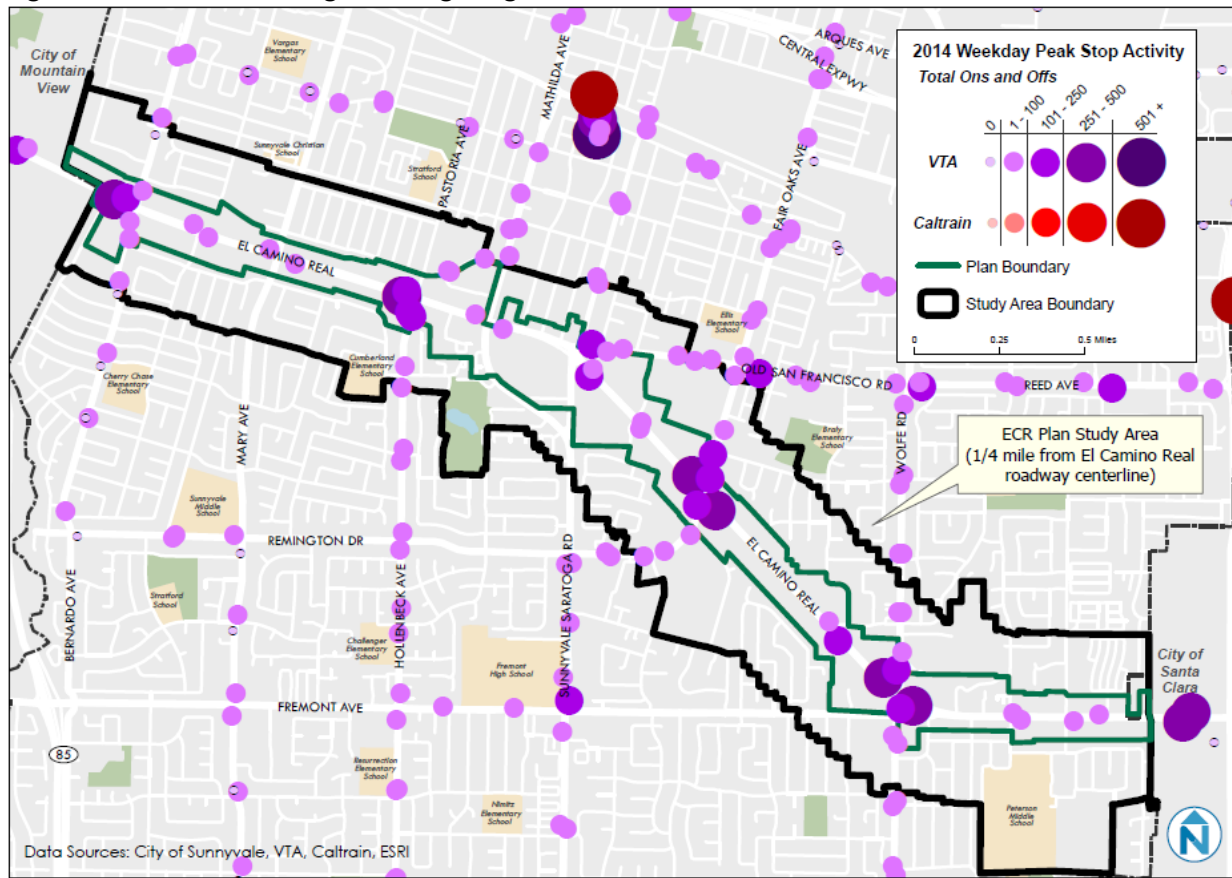 City of
Mountain
View
Vargas
Elementary
School
MATHILDA AVE
ARQUES AVE
CENTRAL EXPWY
2014 Weekday Peak Stop Activity
Total Ons and Offs
0
1 - 100
101 - 250
251 - 500
501 +
VTA
Caltrain
Plan Boundary
Study Area Boundary
0
0.25
0.5 Miles
Sunnyvale Christian
School
Stratford
School
PASTORIA AVE
FAIR OAKS AVE
EL CAMINO REAL
Ellis
Elementary
School
Cumberland
Elementary
School
Cherry Chase
Elementary
School
OLD SAN FRANCISCO RD
REED AVE
MARY AVE
Braly
Elementary
School
WOLFE RD
ECR Plan Study Area
(1/4 mile from El Camino Real
roadway centerline)
Sunnyvale
Middle
School
REMINGTON DR
EL CAMINO REAL
BERNARDO AVE
Stratford
School
HOLLENBECK AVE
SUNNYVALE SARATOGA RD
Challenger
Elementary
School
Fremont
High School
City of
Santa
Clara
FREMONT AVE
85
Resurrection
Elementary
School
Nimitz
Elementary
School
Peterson
Middle
School
Data Sources: City of Sunnyvale, VTA, Caltrain, ESRI
N